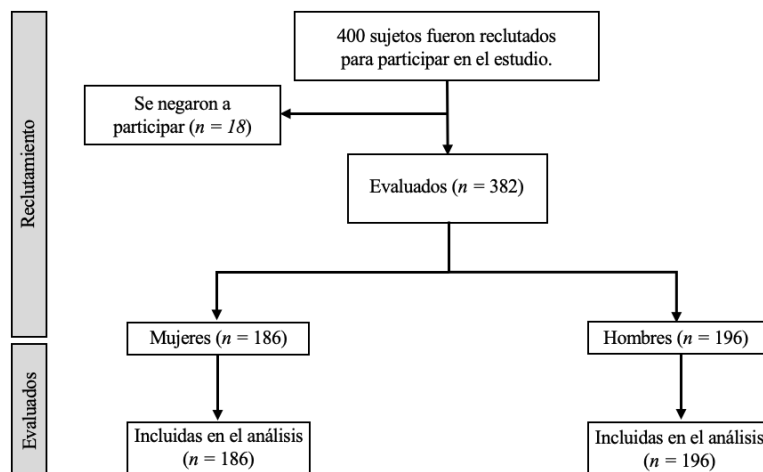 400 sujetos fueron reclutados
para participar en el estudio.
Se negaron a
participar (n = 18)
Reclutamiento
Evaluados (n = 382)
Mujeres (n = 186)
Hombres (n = 196)
Evaluados
Incluidas en el análisis
(n = 186)
Incluidas en el análisis
(n = 196)